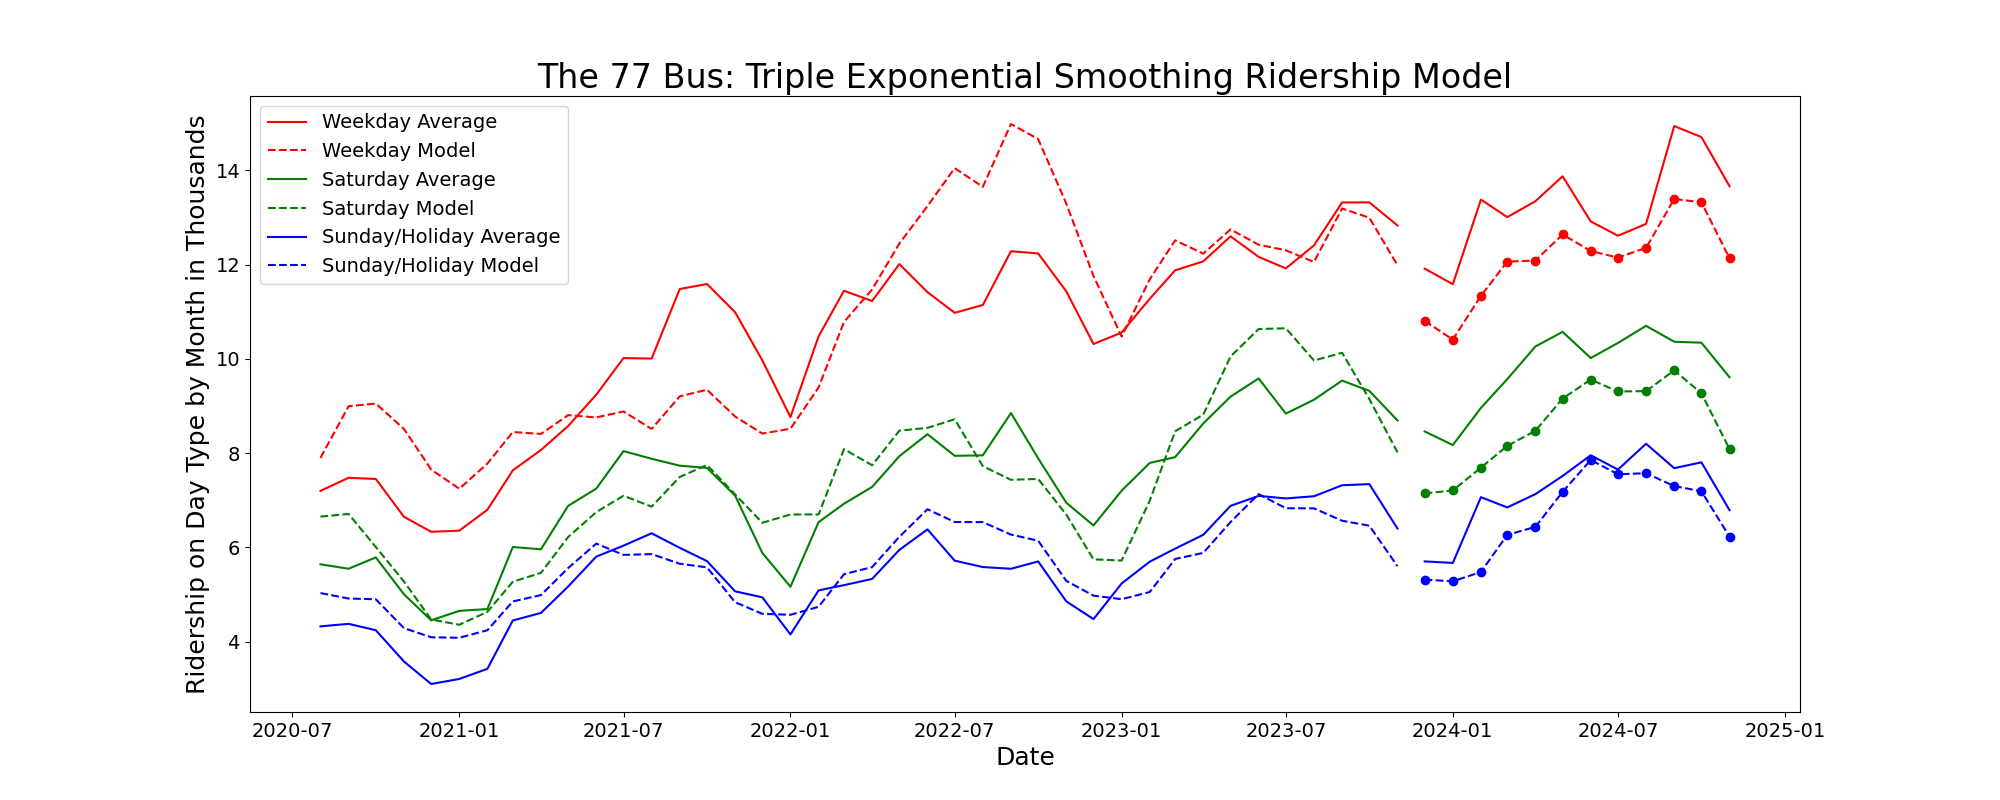 The 77 Bus: Triple Exponential Smoothing Ridership Model
Weekday Average
Weekday Model
Saturday Average
Saturday Model
Sunday/Holiday Average
Sunday/Holiday Model
Ridership on Day Type by Month in Thousands
14
12
10
8
6
4
2020-07 2021-01 2021-07 2022-01 2022-07 2023-01 2023-07 2024-01 2024-07 2025-01
Date